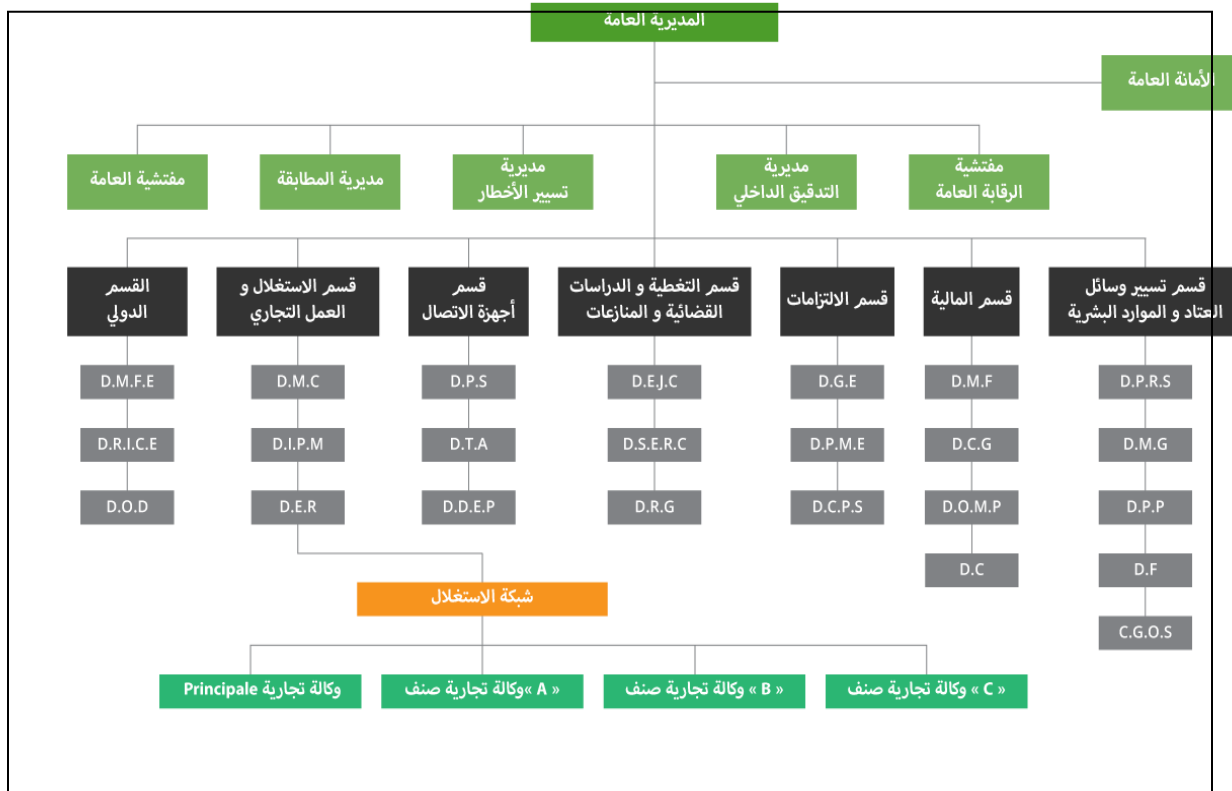 المديرية العامة
الأمانة العامة
مفتشية
الرقابة العامة
مديرية
التدقيق الداخلي
مديرية
تسيير الأخطار
مديرية المطابقة
مفتشية العامة
قسم تسيير وسائل
العتاد و الموارد البشرية
قسم المالية
قسم الالتزامات
قسم التغطية و الدراسات
القضائية و المنازعات
قسم
أجهزة الاتصال
قسم الاستغلال و
العمل التجاري
القسم
الدولي
D.P.R.S
D.M.F
D.G.E
D.E.J.C
D.P.S
D.M.C
D.M.F.E
D.M.G
D.C.G
D.P.M.E
D.S.E.R.C
D.T.A
D.I.P.M
D.R.I.C.E
D.P.P
D.O.M.P
D.C.P.S
D.R.G
D.D.E.P
D.E.R
D.O.D
D.F
D.C
C.G.O.S
شبكة الاستغلال
« C » وكالة تجارية صنف
« B » وكالة تجارية صنف
« A »وكالة تجارية صنف
وكالة تجارية Principale